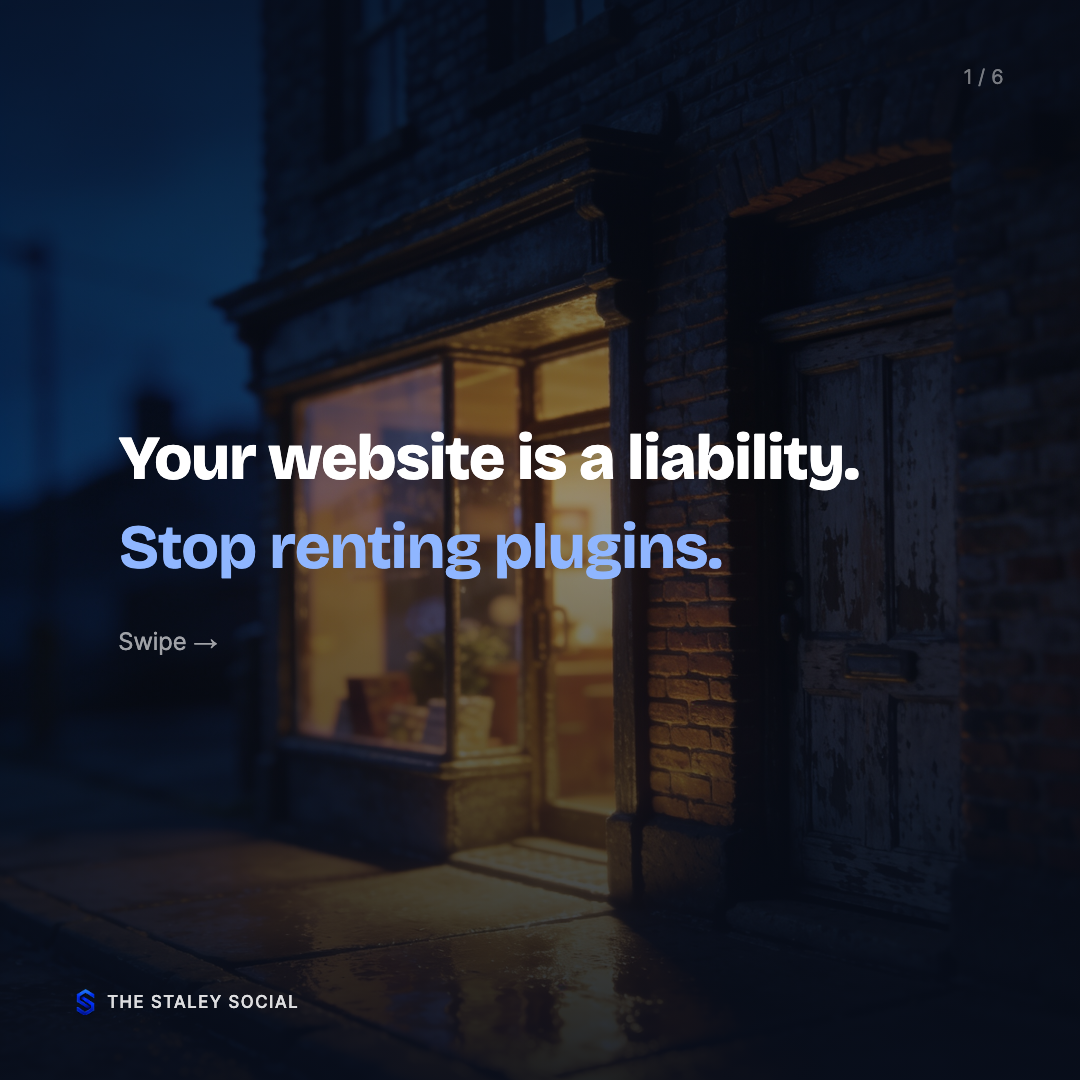 1 / 6
Your website is a liability.
Stop renting plugins.
Swipe →
THE STALEY SOCIAL